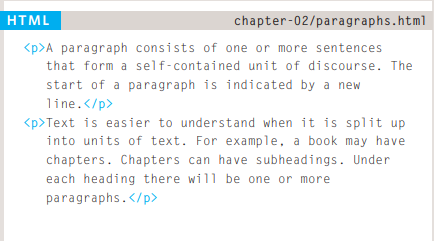 HTML chapter-02/paragraphs.html
<p>A paragraph consists of one or more sentences
that form a self-contained unit of discourse. The
start of a paragraph is indicated by a new
line.</p>
<p>Text is easier to understand when it is split up
into units of text. For example, a book may have
chapters. Chapters can have subheadings. Under
each heading there will be one or more
paragraphs.</p>